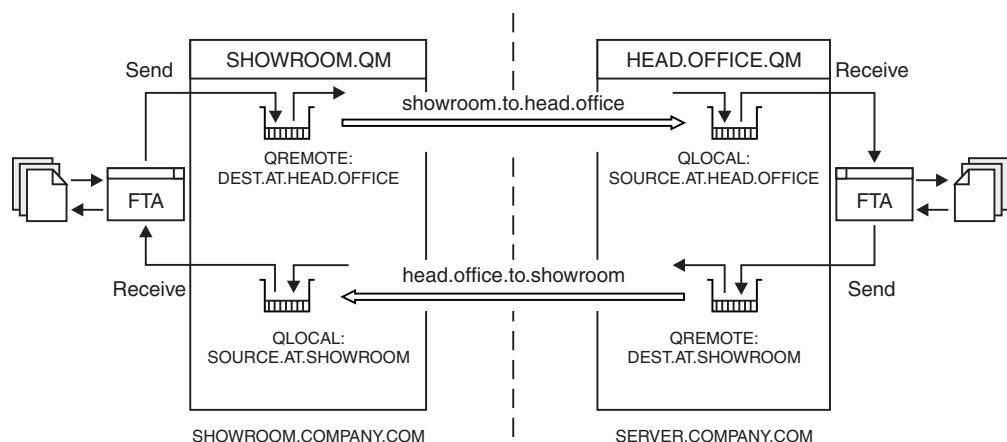 SHOWROOM.QM
HEAD.OFFICE.QM
Send
Receive
showroom.to.head.office
QREMOTE:
DEST.AT.HEAD.OFFICE
QLOCAL:
SOURCE.AT.HEAD.OFFICE
FTA
FTA
head.office.to.showroom
Receive
Send
QLOCAL:
SOURCE.AT.SHOWROOM
QREMOTE:
DEST.AT.SHOWROOM
SHOWROOM.COMPANY.COM
SERVER.COMPANY.COM